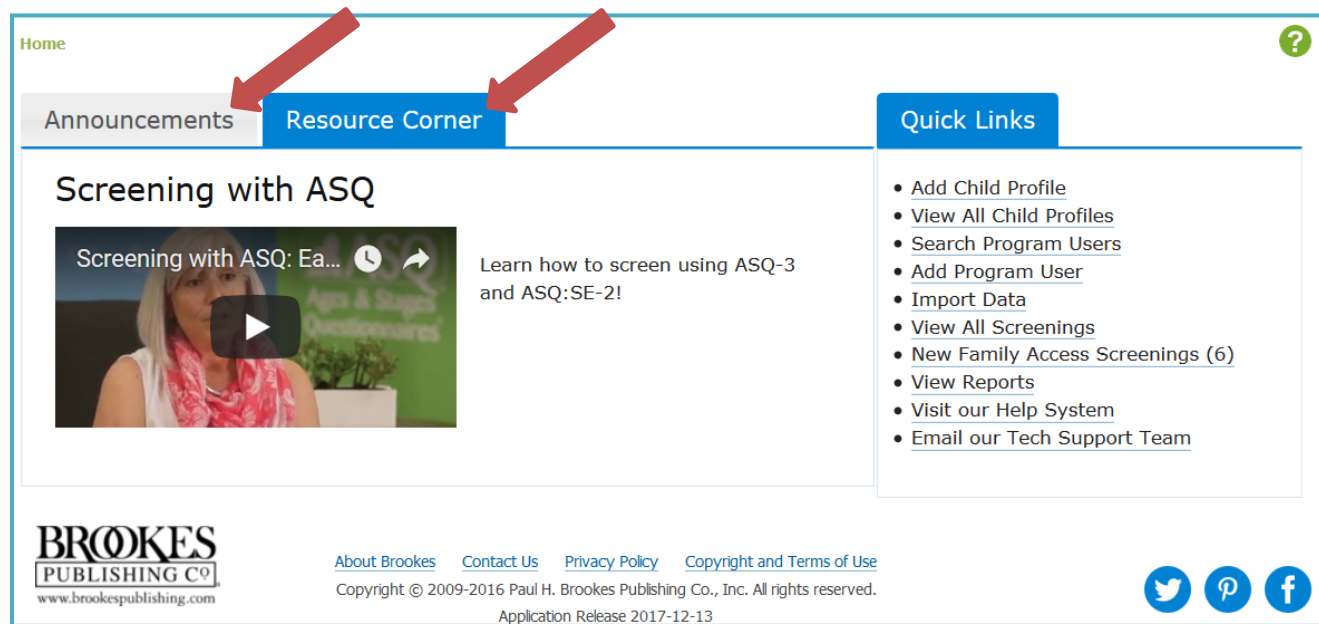 Home
?
Announcements
Resource Corner
Quick Links
Screening with ASQ
Screening with ASQ: Ea...
ASQ
Ages & Stages
Questionnaires
Learn how to screen using ASQ-3
and ASQ:SE-2!
Add Child Profile
View All Child Profiles
Search Program Users
Add Program User
Import Data
View All Screenings
New Family Access Screenings (6)
View Reports
Visit our Help System
Email our Tech Support Team
BROOKES
PUBLISHING CO
www.brookespublishing.com
About Brookes Contact Us Privacy Policy Copyright and Terms of Use
Copyright © 2009-2016 Paul H. Brookes Publishing Co., Inc. All rights reserved.
Application Release 2017-12-13